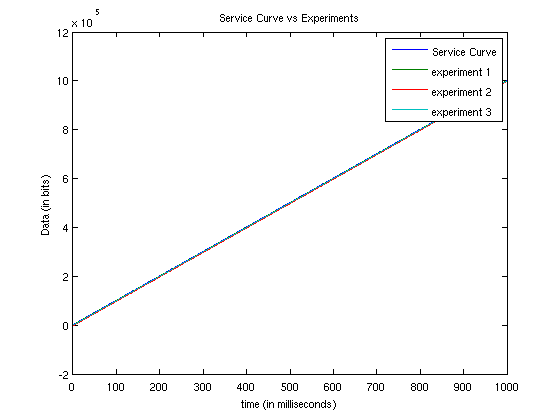 Service Curve vs Experiments
x 10^5
12
10
8
6
4
2
0
-2
Data (in bits)
Service Curve
experiment 1
experiment 2
experiment 3
0 100 200 300 400 500 600 700 800 900 1000
time (in milliseconds)